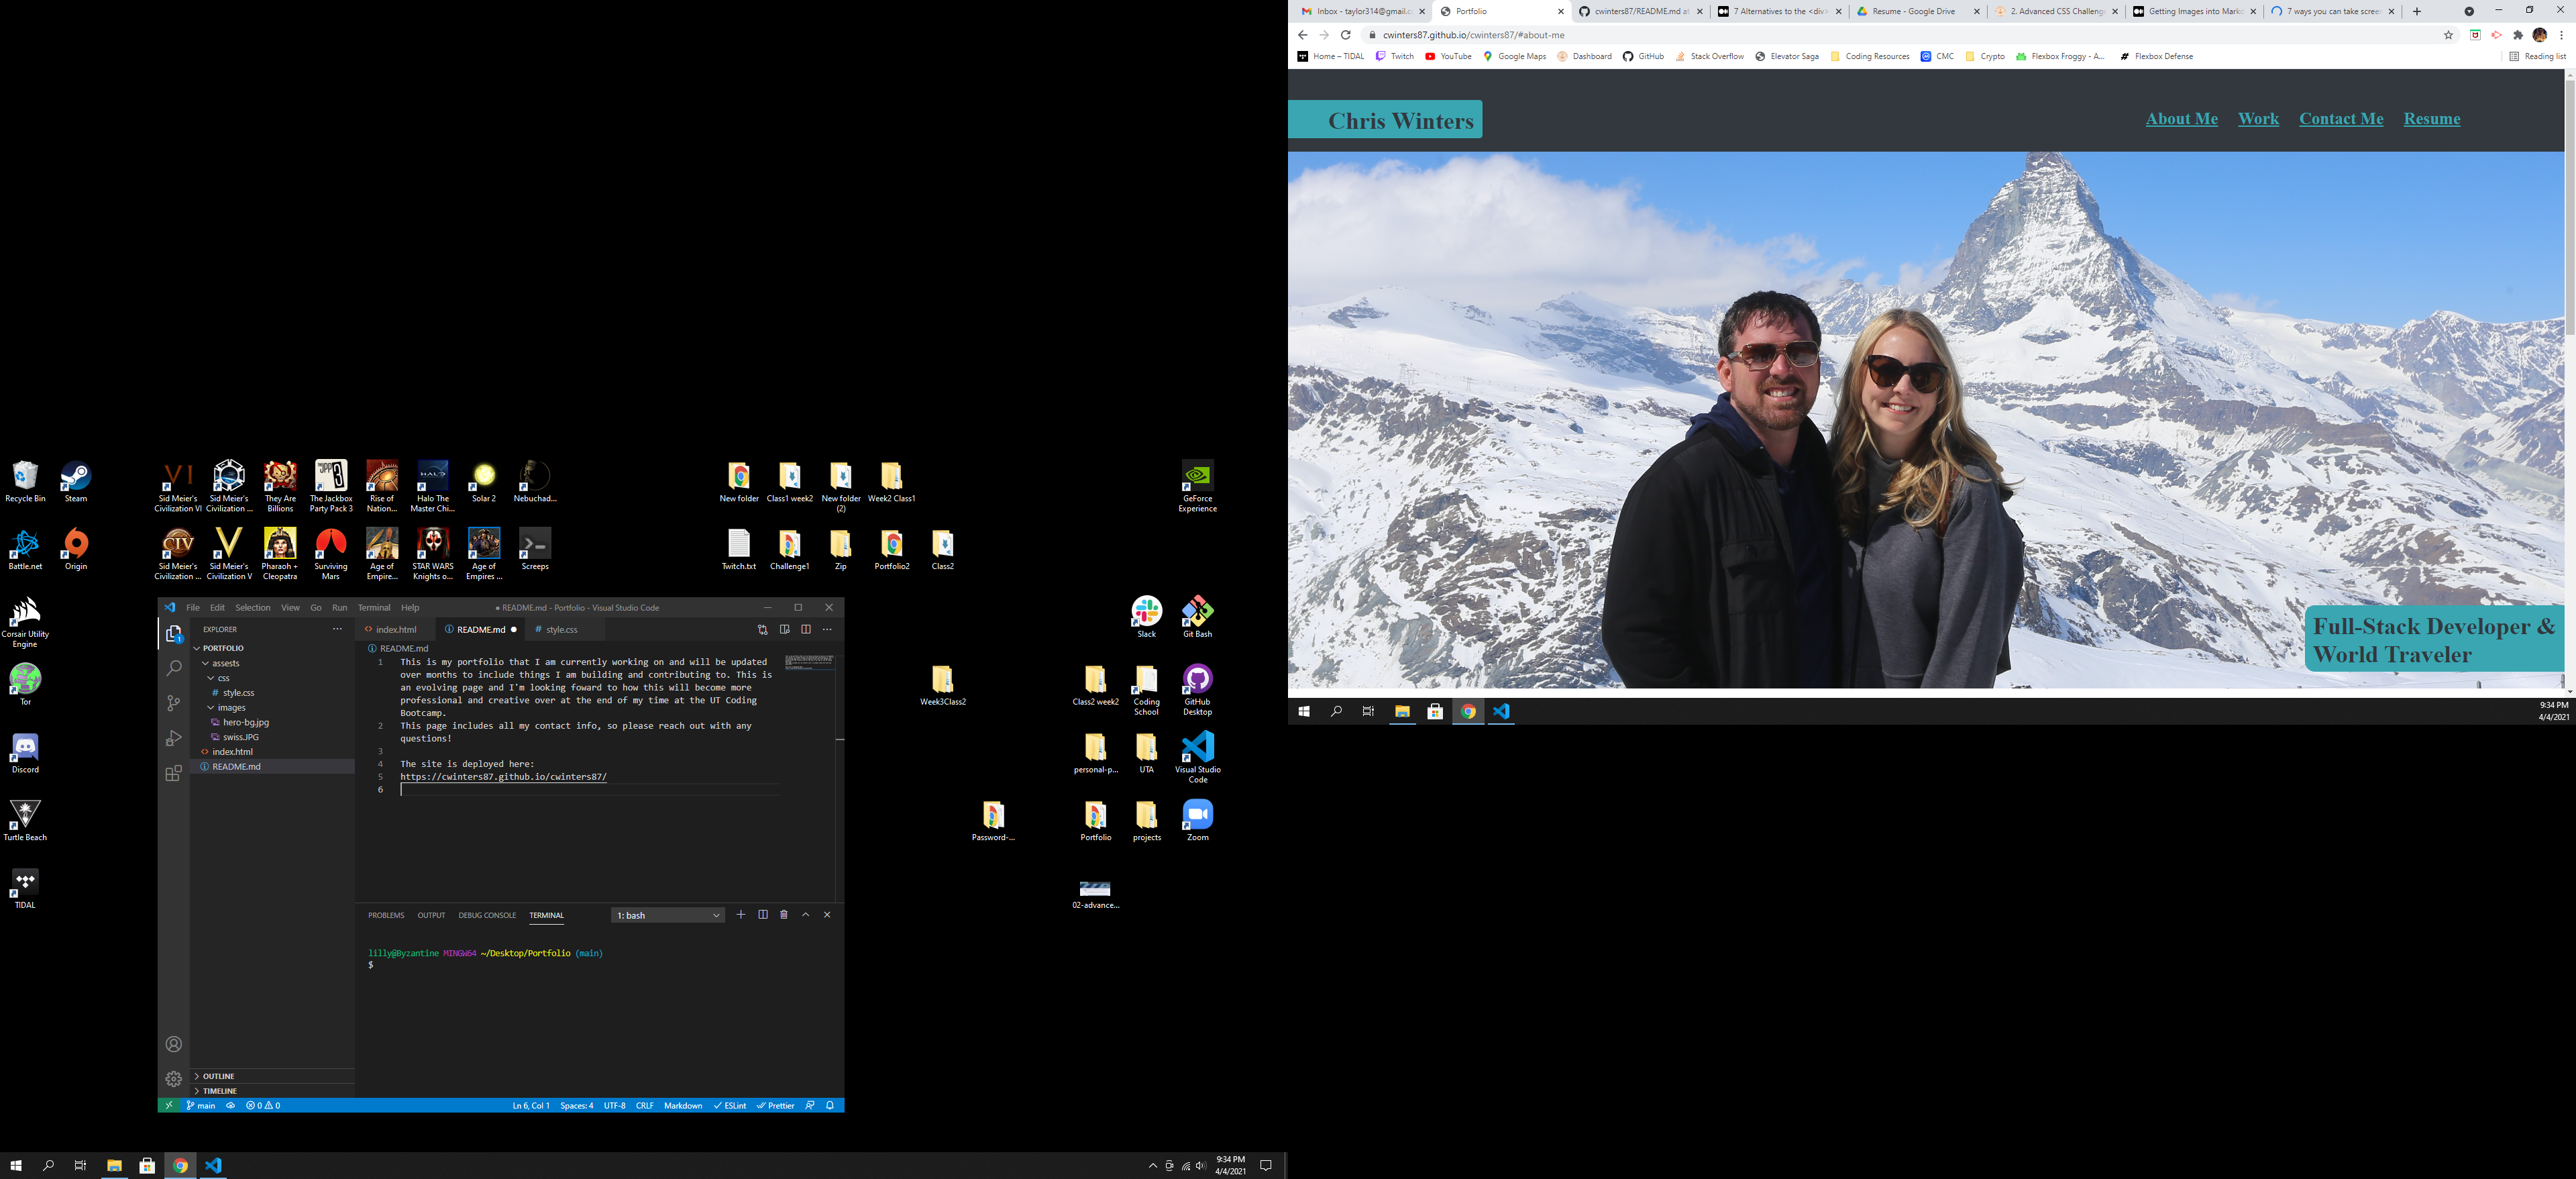 Recycle Bin
Steam
Sid Meier's
Civilization VI
Sid Meier's
Civilization ...
They Are
Billions
The Jackbox
Party Pack 3
Rise of
Nation...
Halo The
Master Chi...
Solar 2
Nebuchad...
New folder
Class1 week2
New folder
(2)
Week2 Class1
GeForce
Experience
Battle.net
Origin
Sid Meier's
Civilization ...
Sid Meier's
Civilization V
Pharaoh +
Cleopatra
Surviving
Mars
Age of
Empire...
STAR WARS
Knights o...
Age of
Empires ...
Screeps
Twitch.txt
Challenge1
Zip
Portfolio2
Class2
Corsair Utility
Engine
Tor
Discord
Turtle Beach
TIDAL
Slack
Git Bash
Week3Class2
Class2 week2
Coding
School
GitHub
Desktop
personal-p...
UTA
Visual Studio
Code
Password-...
Portfolio
projects
Zoom
02-advance...
File Edit Selection View Go Run Terminal Help
● README.md - Portfolio - Visual Studio Code
EXPLORER
PORTFOLIO
assests
css
# style.css
images
hero-bg.jpg
swiss.JPG
<> index.html
README.md
OUTLINE
TIMELINE
<> index.html README.md ● # style.css
README.md
1 This is my portfolio that I am currently working on and will be updated
over months to include things I am building and contributing to. This is
an evolving page and I'm looking foward to how this will become more
professional and creative over at the end of my time at the UT Coding
Bootcamp.
2 This page includes all my contact info, so please reach out with any
questions!
3
4 The site is deployed here:
5 https://cwinters87.github.io/cwinters87/
6
PROBLEMS OUTPUT DEBUG CONSOLE TERMINAL 1: bash
lilly@Byzantine MINGW64 ~/Desktop/Portfolio (main)
$
main 0 0 Ln 6, Col 1 Spaces: 4 UTF-8 CRLF Markdown ESLint Prettier
9:34 PM
4/4/2021
Inbox - taylor314@gmail.c
Portfolio
cwinters87/README.md at
7 Alternatives to the <div>
Resume - Google Drive
2. Advanced CSS Challenge
Getting Images into Markd
7 ways you can take scree
cwinters87.github.io/cwinters87/#about-me
Home – TIDAL Twitch YouTube Google Maps Dashboard GitHub Stack Overflow Elevator Saga Coding Resources CMC Crypto Flexbox Froggy - A... Flexbox Defense Reading list
Chris Winters
About Me Work Contact Me Resume
Full-Stack Developer &
World Traveler
9:34 PM
4/4/2021